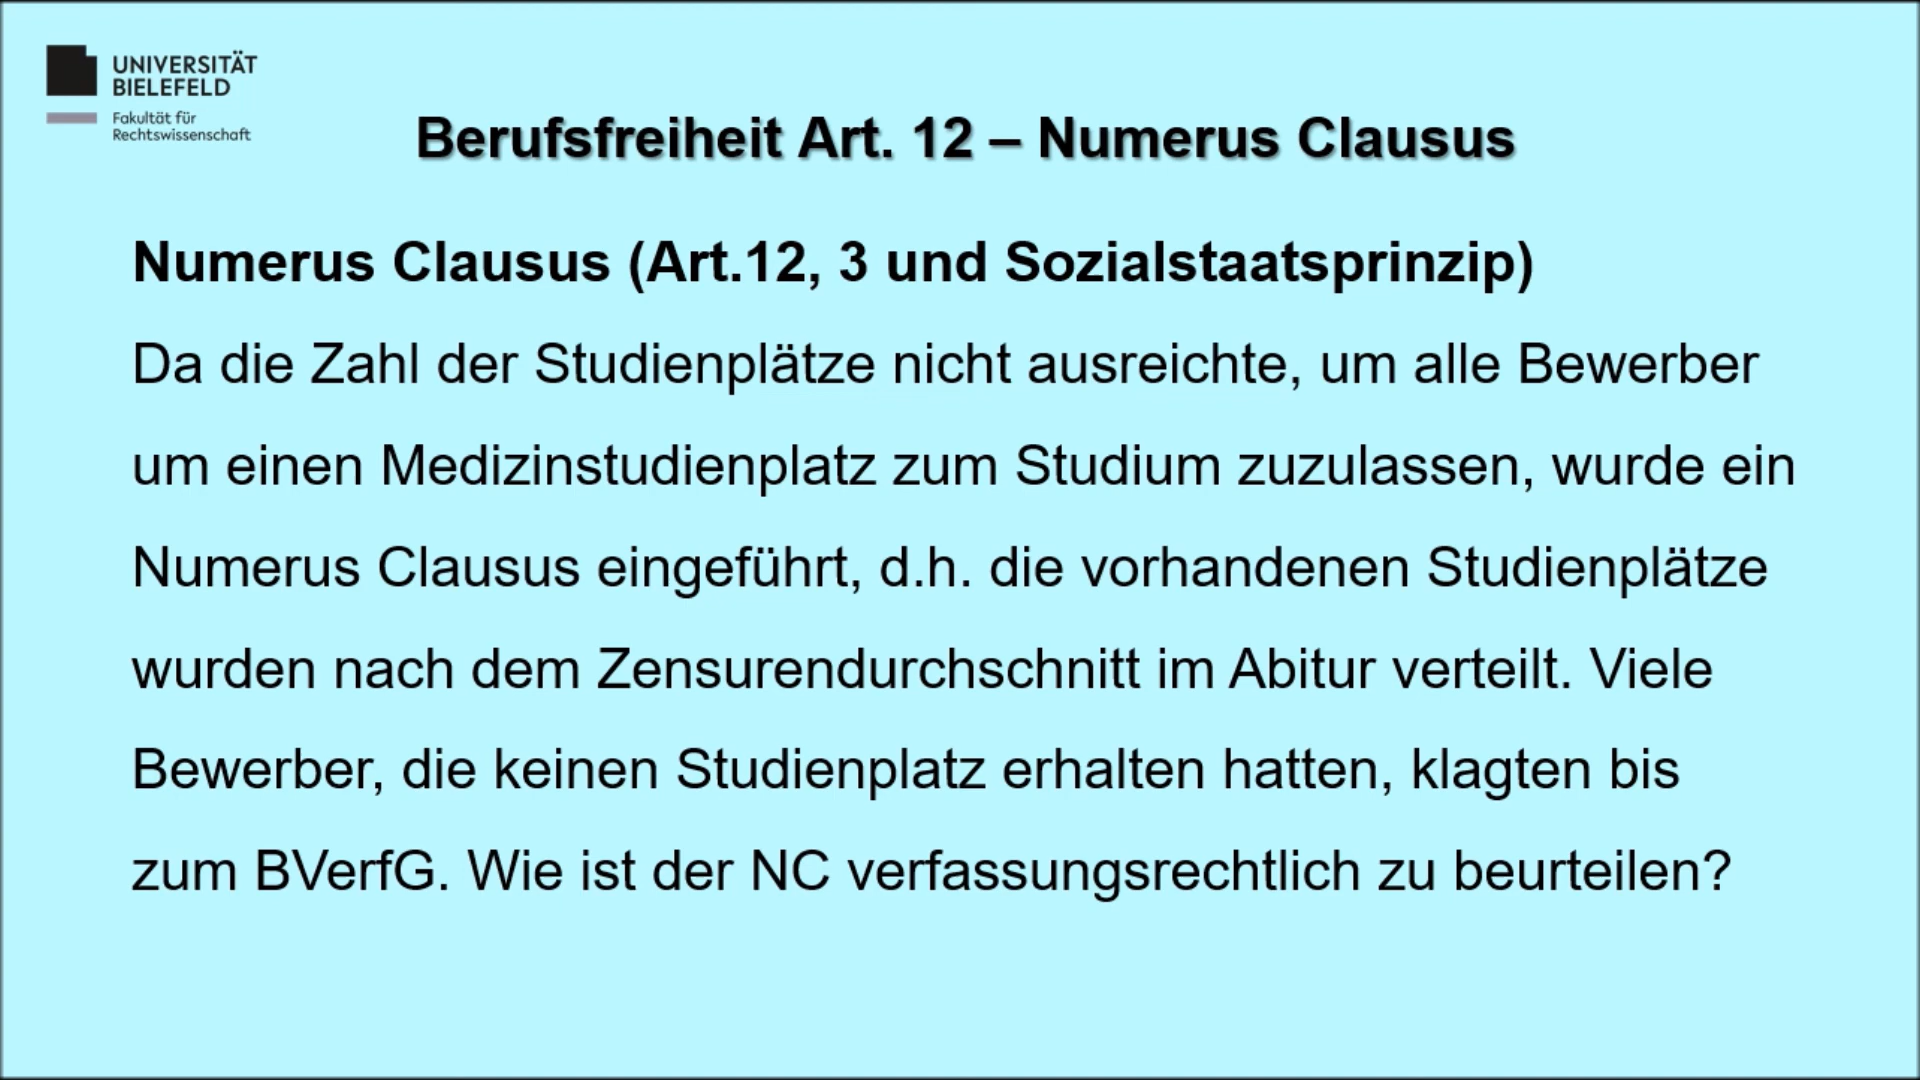 UNIVERSITÄT
BIELEFELD
Fakultät für
Rechtswissenschaft
Berufsfreiheit Art. 12 – Numerus Clausus
Numerus Clausus (Art.12, 3 und Sozialstaatsprinzip)
Da die Zahl der Studienplätze nicht ausreichte, um alle Bewerber
um einen Medizinstudienplatz zum Studium zuzulassen, wurde ein
Numerus Clausus eingeführt, d.h. die vorhandenen Studienplätze
wurden nach dem Zensurendurchschnitt im Abitur verteilt. Viele
Bewerber, die keinen Studienplatz erhalten hatten, klagten bis
zum BVerfG. Wie ist der NC verfassungsrechtlich zu beurteilen?